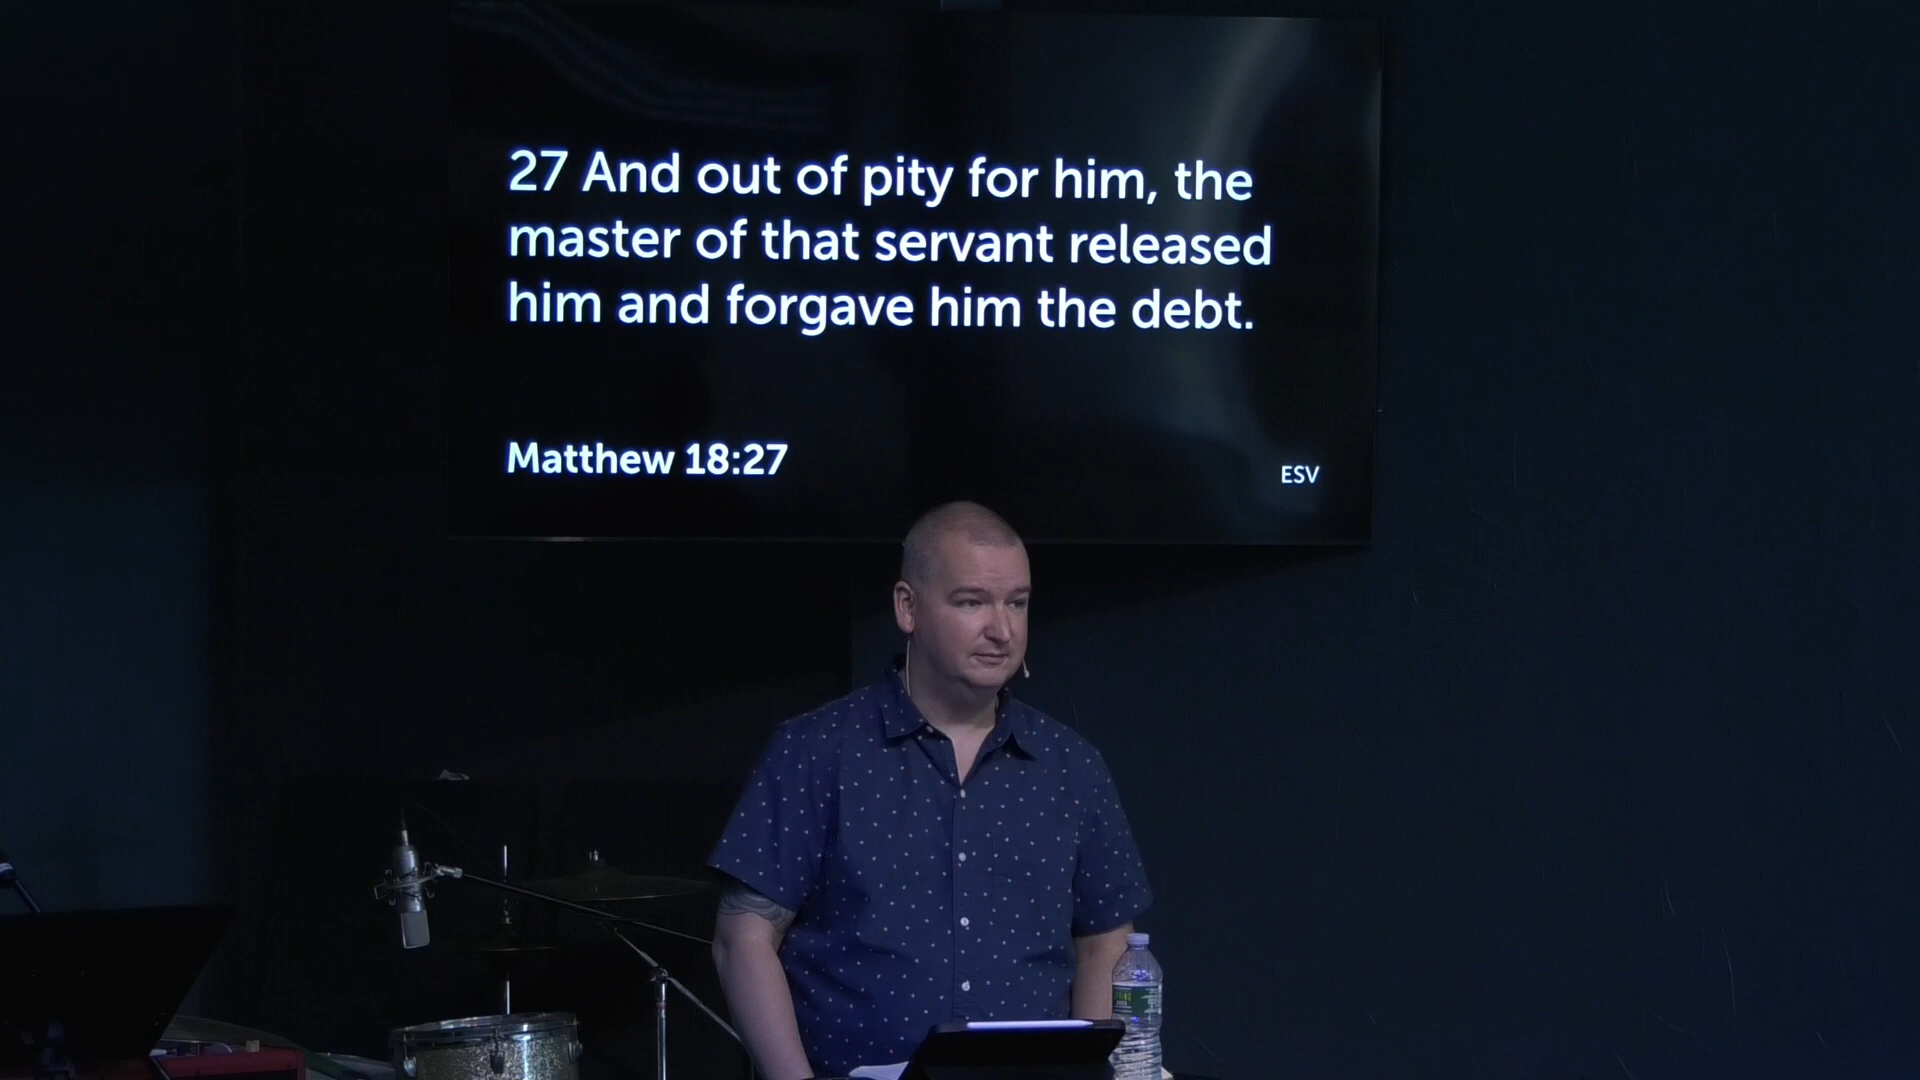 27 And out of pity for him, the
master of that servant released
him and forgave him the debt.
Matthew 18:27
ESV